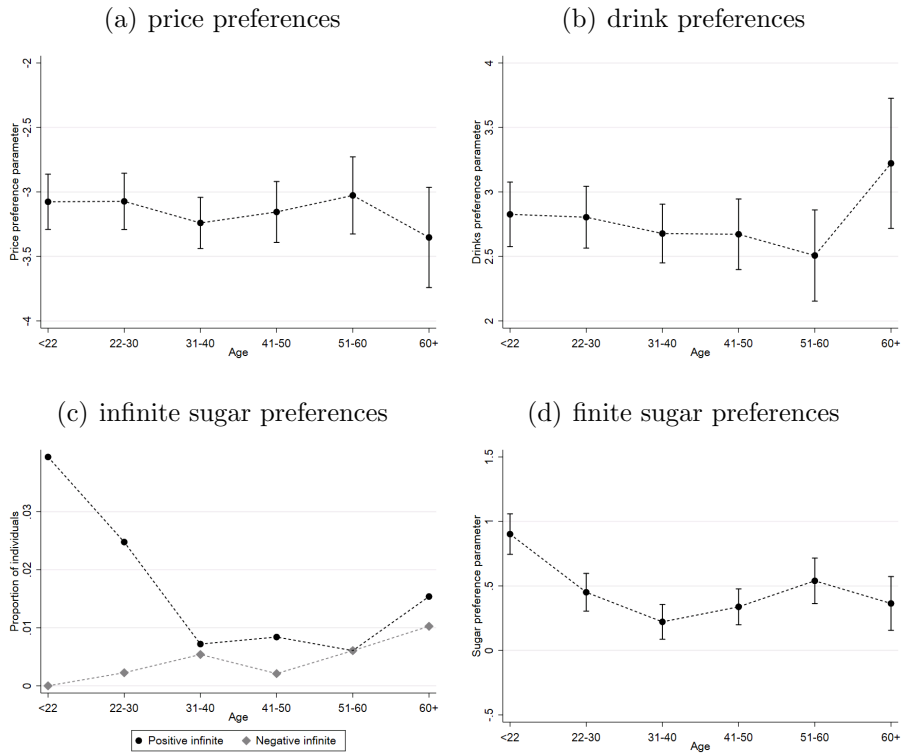 (a) price preferences
Price preference parameter
-2
-2.5
-3
-3.5
-4
<22 22-30 31-40 41-50 51-60 60+
Age
(b) drink preferences
Drinks preference parameter
4
3.5
3
2.5
2
<22 22-30 31-40 41-50 51-60 60+
Age
(c) infinite sugar preferences
Proportion of individuals
.03
.02
.01
0
<22 22-30 31-40 41-50 51-60 60+
Age
Positive infinite Negative infinite
(d) finite sugar preferences
Sugar preference parameter
1.5
1
.5
0
-.5
<22 22-30 31-40 41-50 51-60 60+
Age